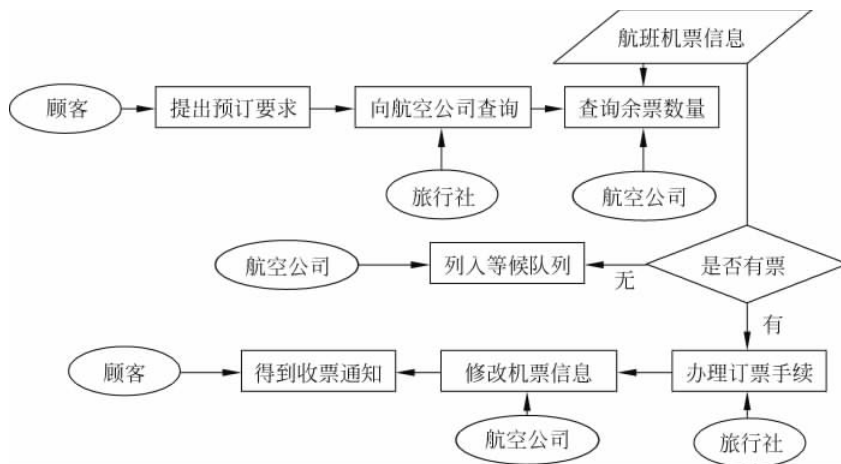 航班机票信息
顾客
提出预订要求
向航空公司查询
查询余票数量
旅行社
航空公司
航空公司
列入等候队列
无
是否有票
有
顾客
得到收票通知
修改机票信息
办理订票手续
航空公司
旅行社